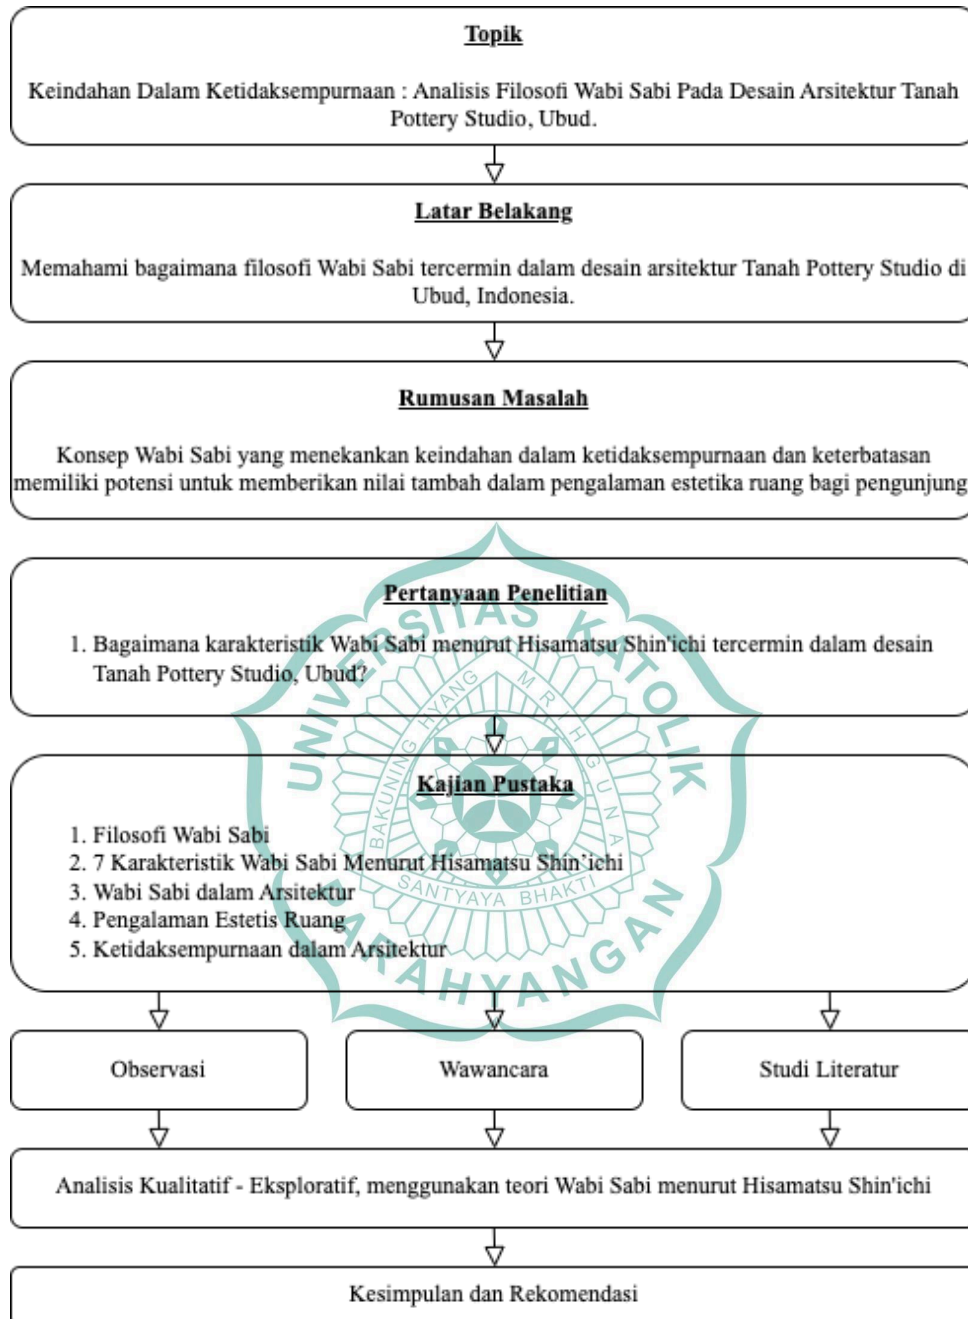 Topik
Keindahan Dalam Ketidaksempurnaan : Analisis Filosofi Wabi Sabi Pada Desain Arsitektur Tanah
Pottery Studio, Ubud.
Latar Belakang
Memahami bagaimana filosofi Wabi Sabi tercermin dalam desain arsitektur Tanah Pottery Studio di
Ubud, Indonesia.
Rumusan Masalah
Konsep Wabi Sabi yang menekankan keindahan dalam ketidaksempurnaan dan keterbatasan
memiliki potensi untuk memberikan nilai tambah dalam pengalaman estetika ruang bagi pengunjung
Pertanyaan Penelitian
1. Bagaimana karakteristik Wabi Sabi menurut Hisamatsu Shin'ichi tercermin dalam desain
Tanah Pottery Studio, Ubud?
Kajian Pustaka
1. Filosofi Wabi Sabi
2. 7 Karakteristik Wabi Sabi Menurut Hisamatsu Shin'ichi
3. Wabi Sabi dalam Arsitektur
4. Pengalaman Estetis Ruang
5. Ketidaksempurnaan dalam Arsitektur
Observasi
Wawancara
Studi Literatur
Analisis Kualitatif - Eksploratif, menggunakan teori Wabi Sabi menurut Hisamatsu Shin'ichi
Kesimpulan dan Rekomendasi
UNIVERSITAS KATOLIK
PARAHYANGAN
BAKUNING HYANG MRIH GUNA
SANTYAYA BHAKTI